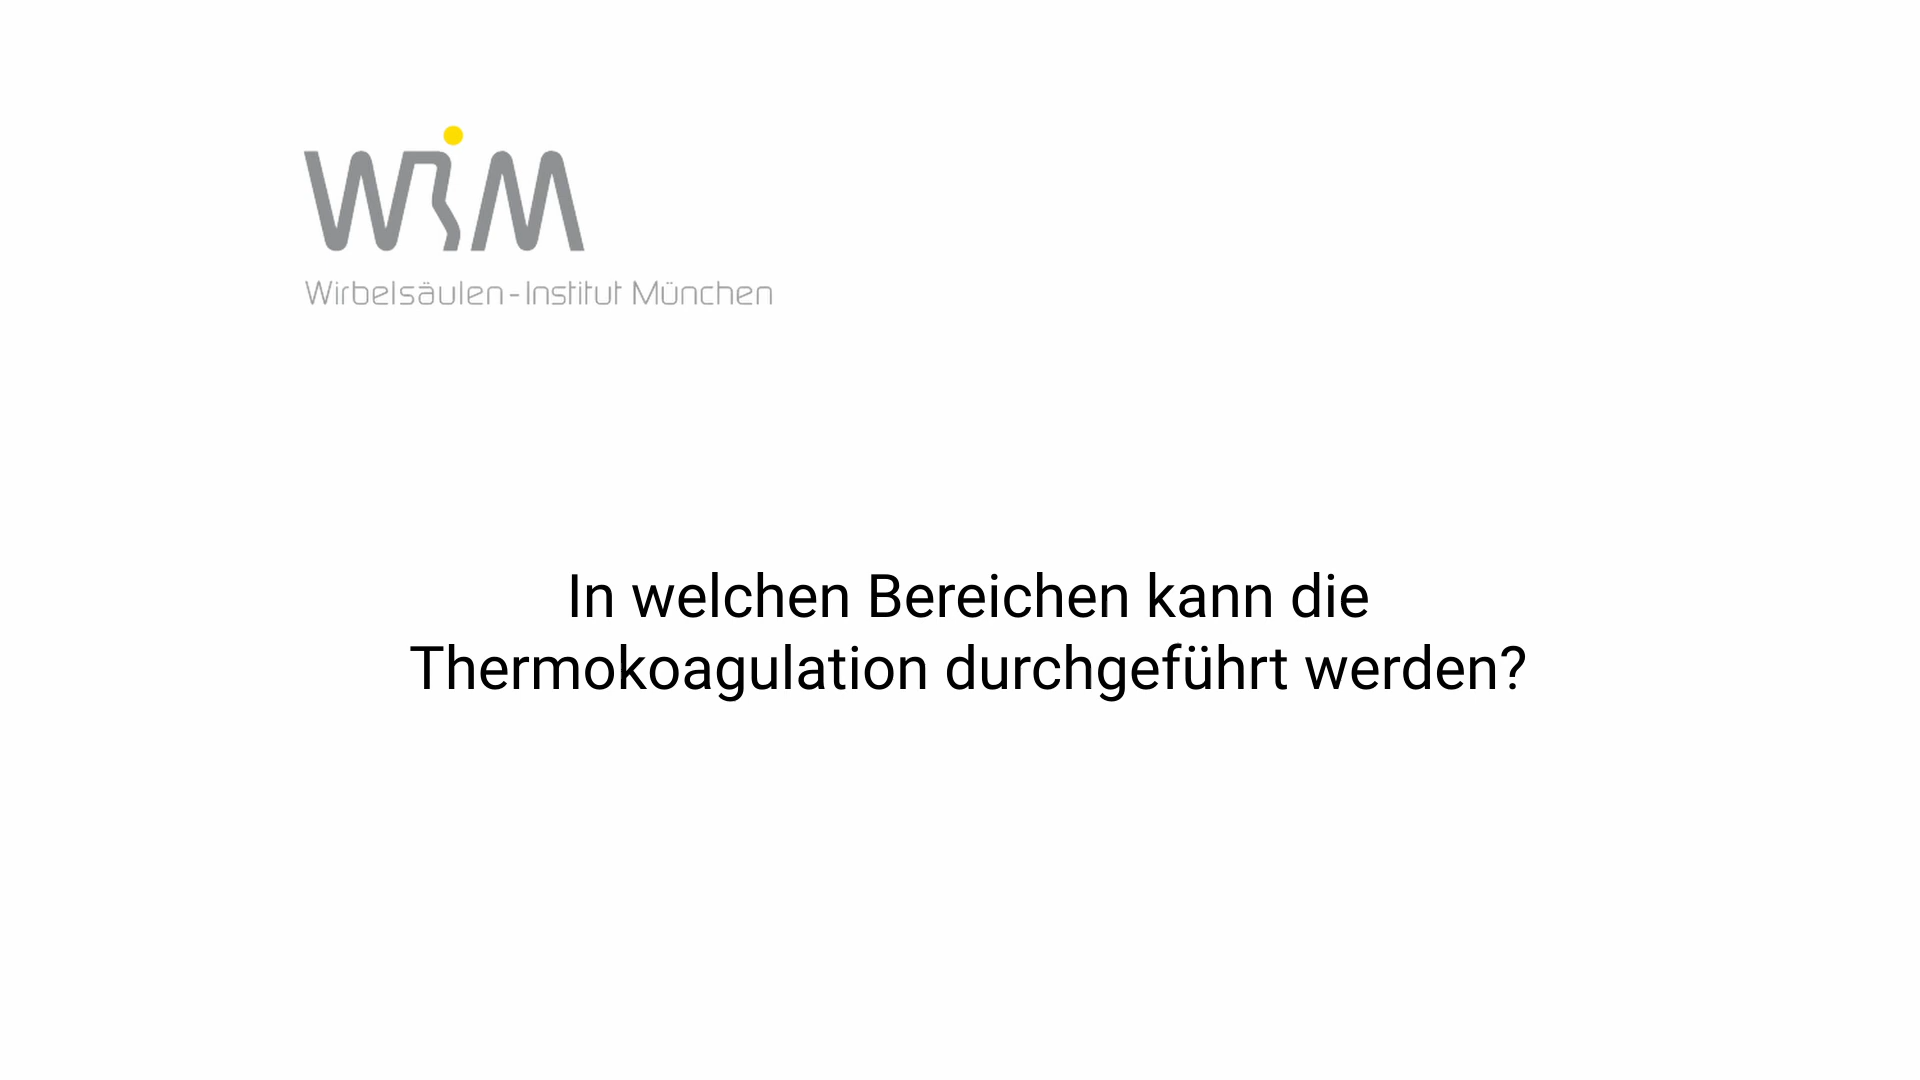 WiM
Wirbelsäulen-Institut München
In welchen Bereichen kann die
Thermokoagulation durchgeführt werden?